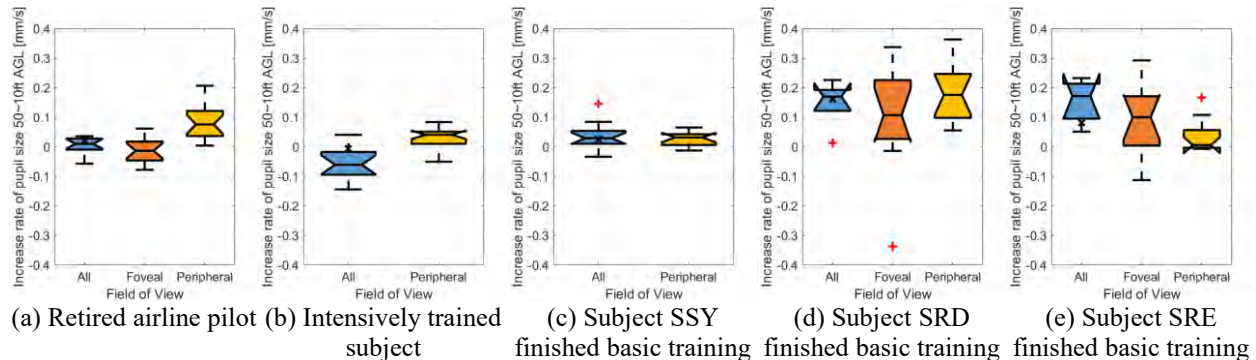 Increase rate of pupil size 50~10ft AGL [mm/s]
0.4
0.3
0.2
0.1
0
-0.1
-0.2
-0.3
-0.4
All
Foveal
Peripheral
Field of View
(a) Retired airline pilot
Increase rate of pupil size 50~10ft AGL [mm/s]
0.4
0.3
0.2
0.1
0
-0.1
-0.2
-0.3
-0.4
All
Peripheral
Field of View
(b) Intensively trained
subject
Increase rate of pupil size 50~10ft AGL [mm/s]
0.4
0.3
0.2
0.1
0
-0.1
-0.2
-0.3
-0.4
All
Peripheral
Field of View
(c) Subject SSY
finished basic training
Increase rate of pupil size 50~10ft AGL [mm/s]
0.4
0.3
0.2
0.1
0
-0.1
-0.2
-0.3
-0.4
All
Foveal
Peripheral
Field of View
(d) Subject SRD
finished basic training
Increase rate of pupil size 50~10ft AGL [mm/s]
0.4
0.3
0.2
0.1
0
-0.1
-0.2
-0.3
-0.4
All
Foveal
Peripheral
Field of View
(e) Subject SRE
finished basic training